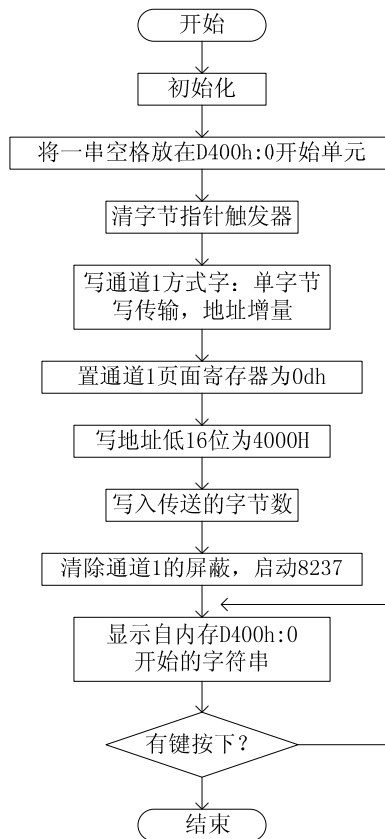 开始
初始化
将一串空格放在D400h:0开始单元
清字节指针触发器
写通道1方式字：单字节
写传输，地址增量
置通道1页面寄存器为0dh
写地址低16位为4000H
写入传送的字节数
清除通道1的屏蔽，启动8237
显示自内存D400h:0
开始的字符串
有键按下？
结束